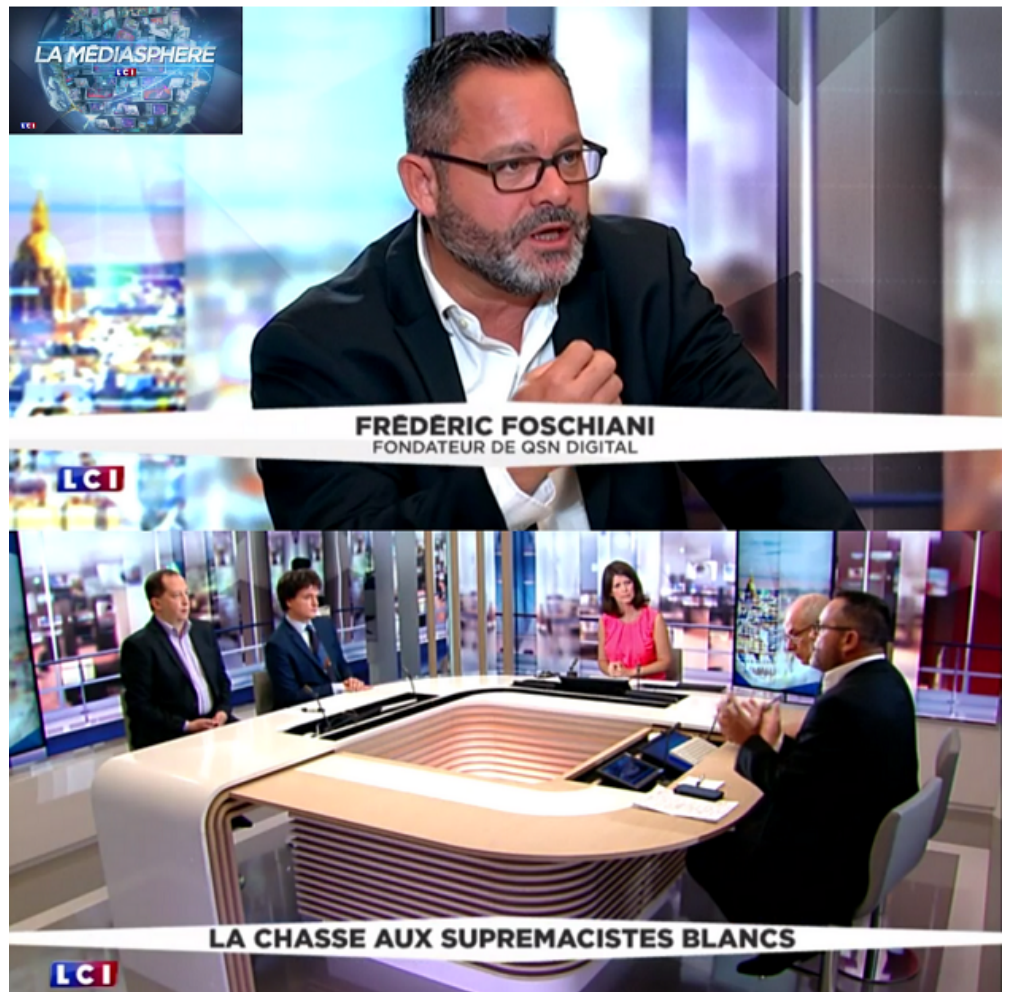 LA MÉDIASPHÈRE
LCI
LCI
FRÉDÉRIC FOSCHIANI
FONDATEUR DE QSN DIGITAL
LCI
LA CHASSE AUX SUPREMACISTES BLANCS
LCI